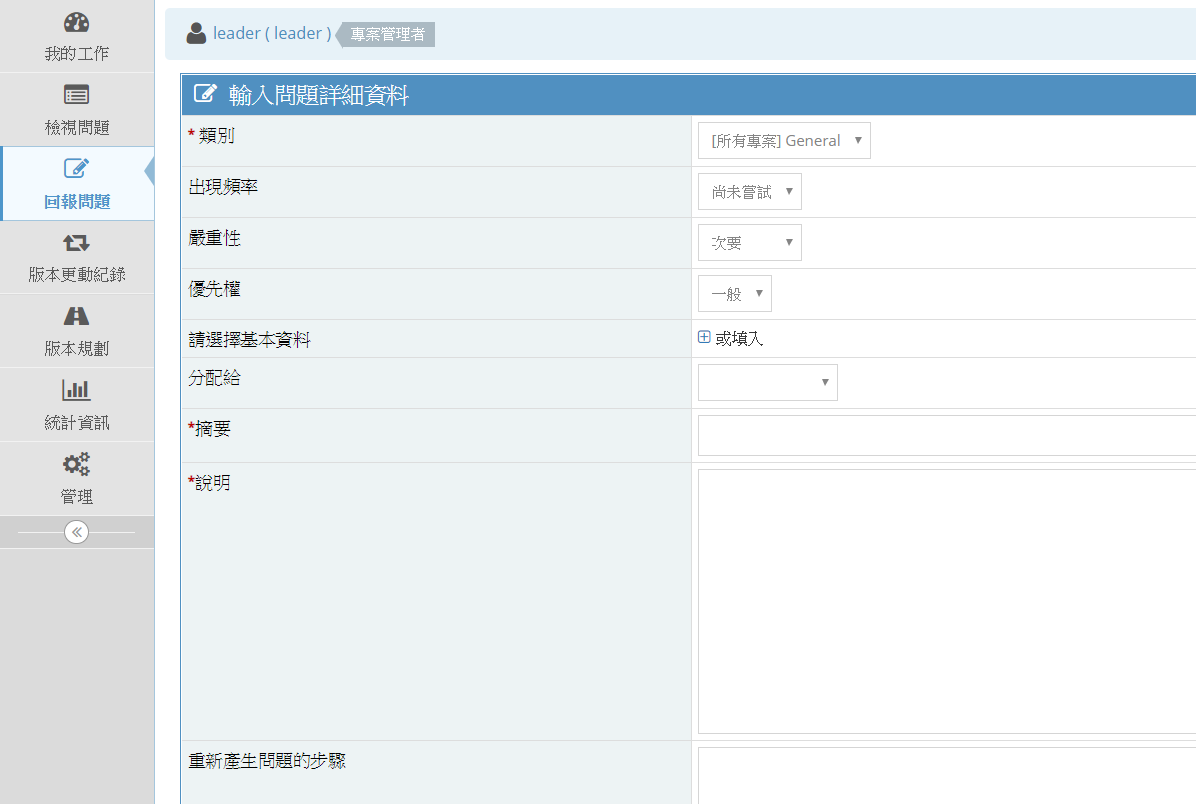 我的工作
檢視問題
回報問題
版本更動紀錄
版本規劃
統計資訊
管理
leader ( leader ) 專案管理者
輸入問題詳細資料
* 類別 [所有專案] General
出現頻率 尚未嘗試
嚴重性 次要
優先權 一般
請選擇基本資料 或填入
分配給
*摘要
*說明
重新產生問題的步驟